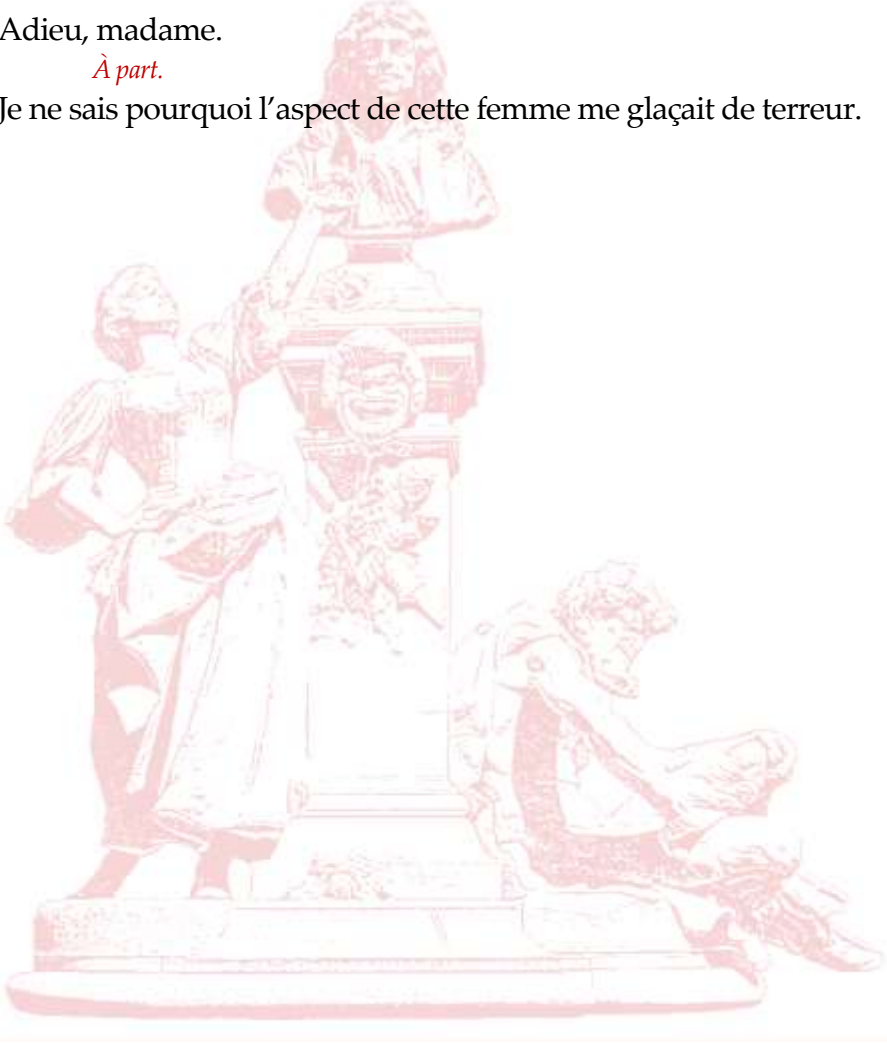 Adieu, madame.
À part.
Je ne sais pourquoi l’aspect de cette femme me glaçait de terreur.